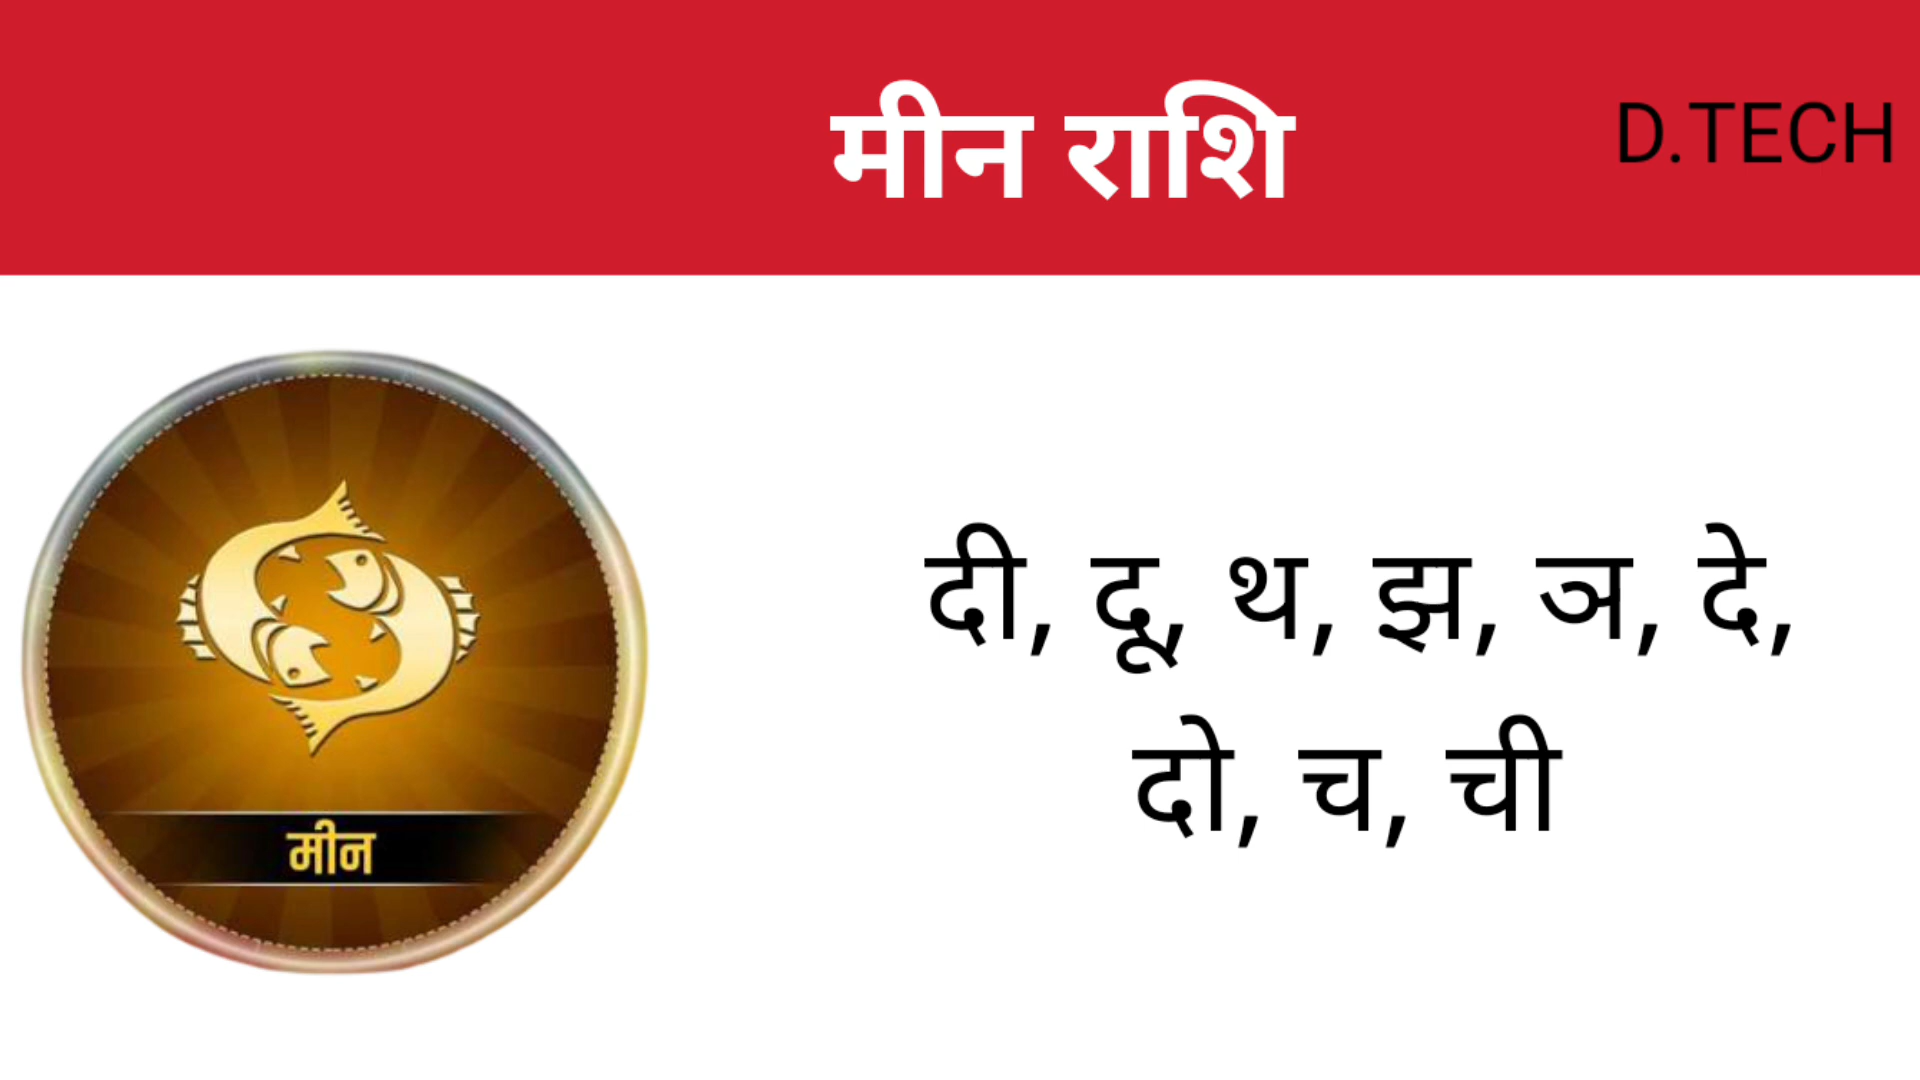 मीन राशि
D.TECH
दी, दू, थ, झ, ञ, दे,
दो, च, ची
मीन